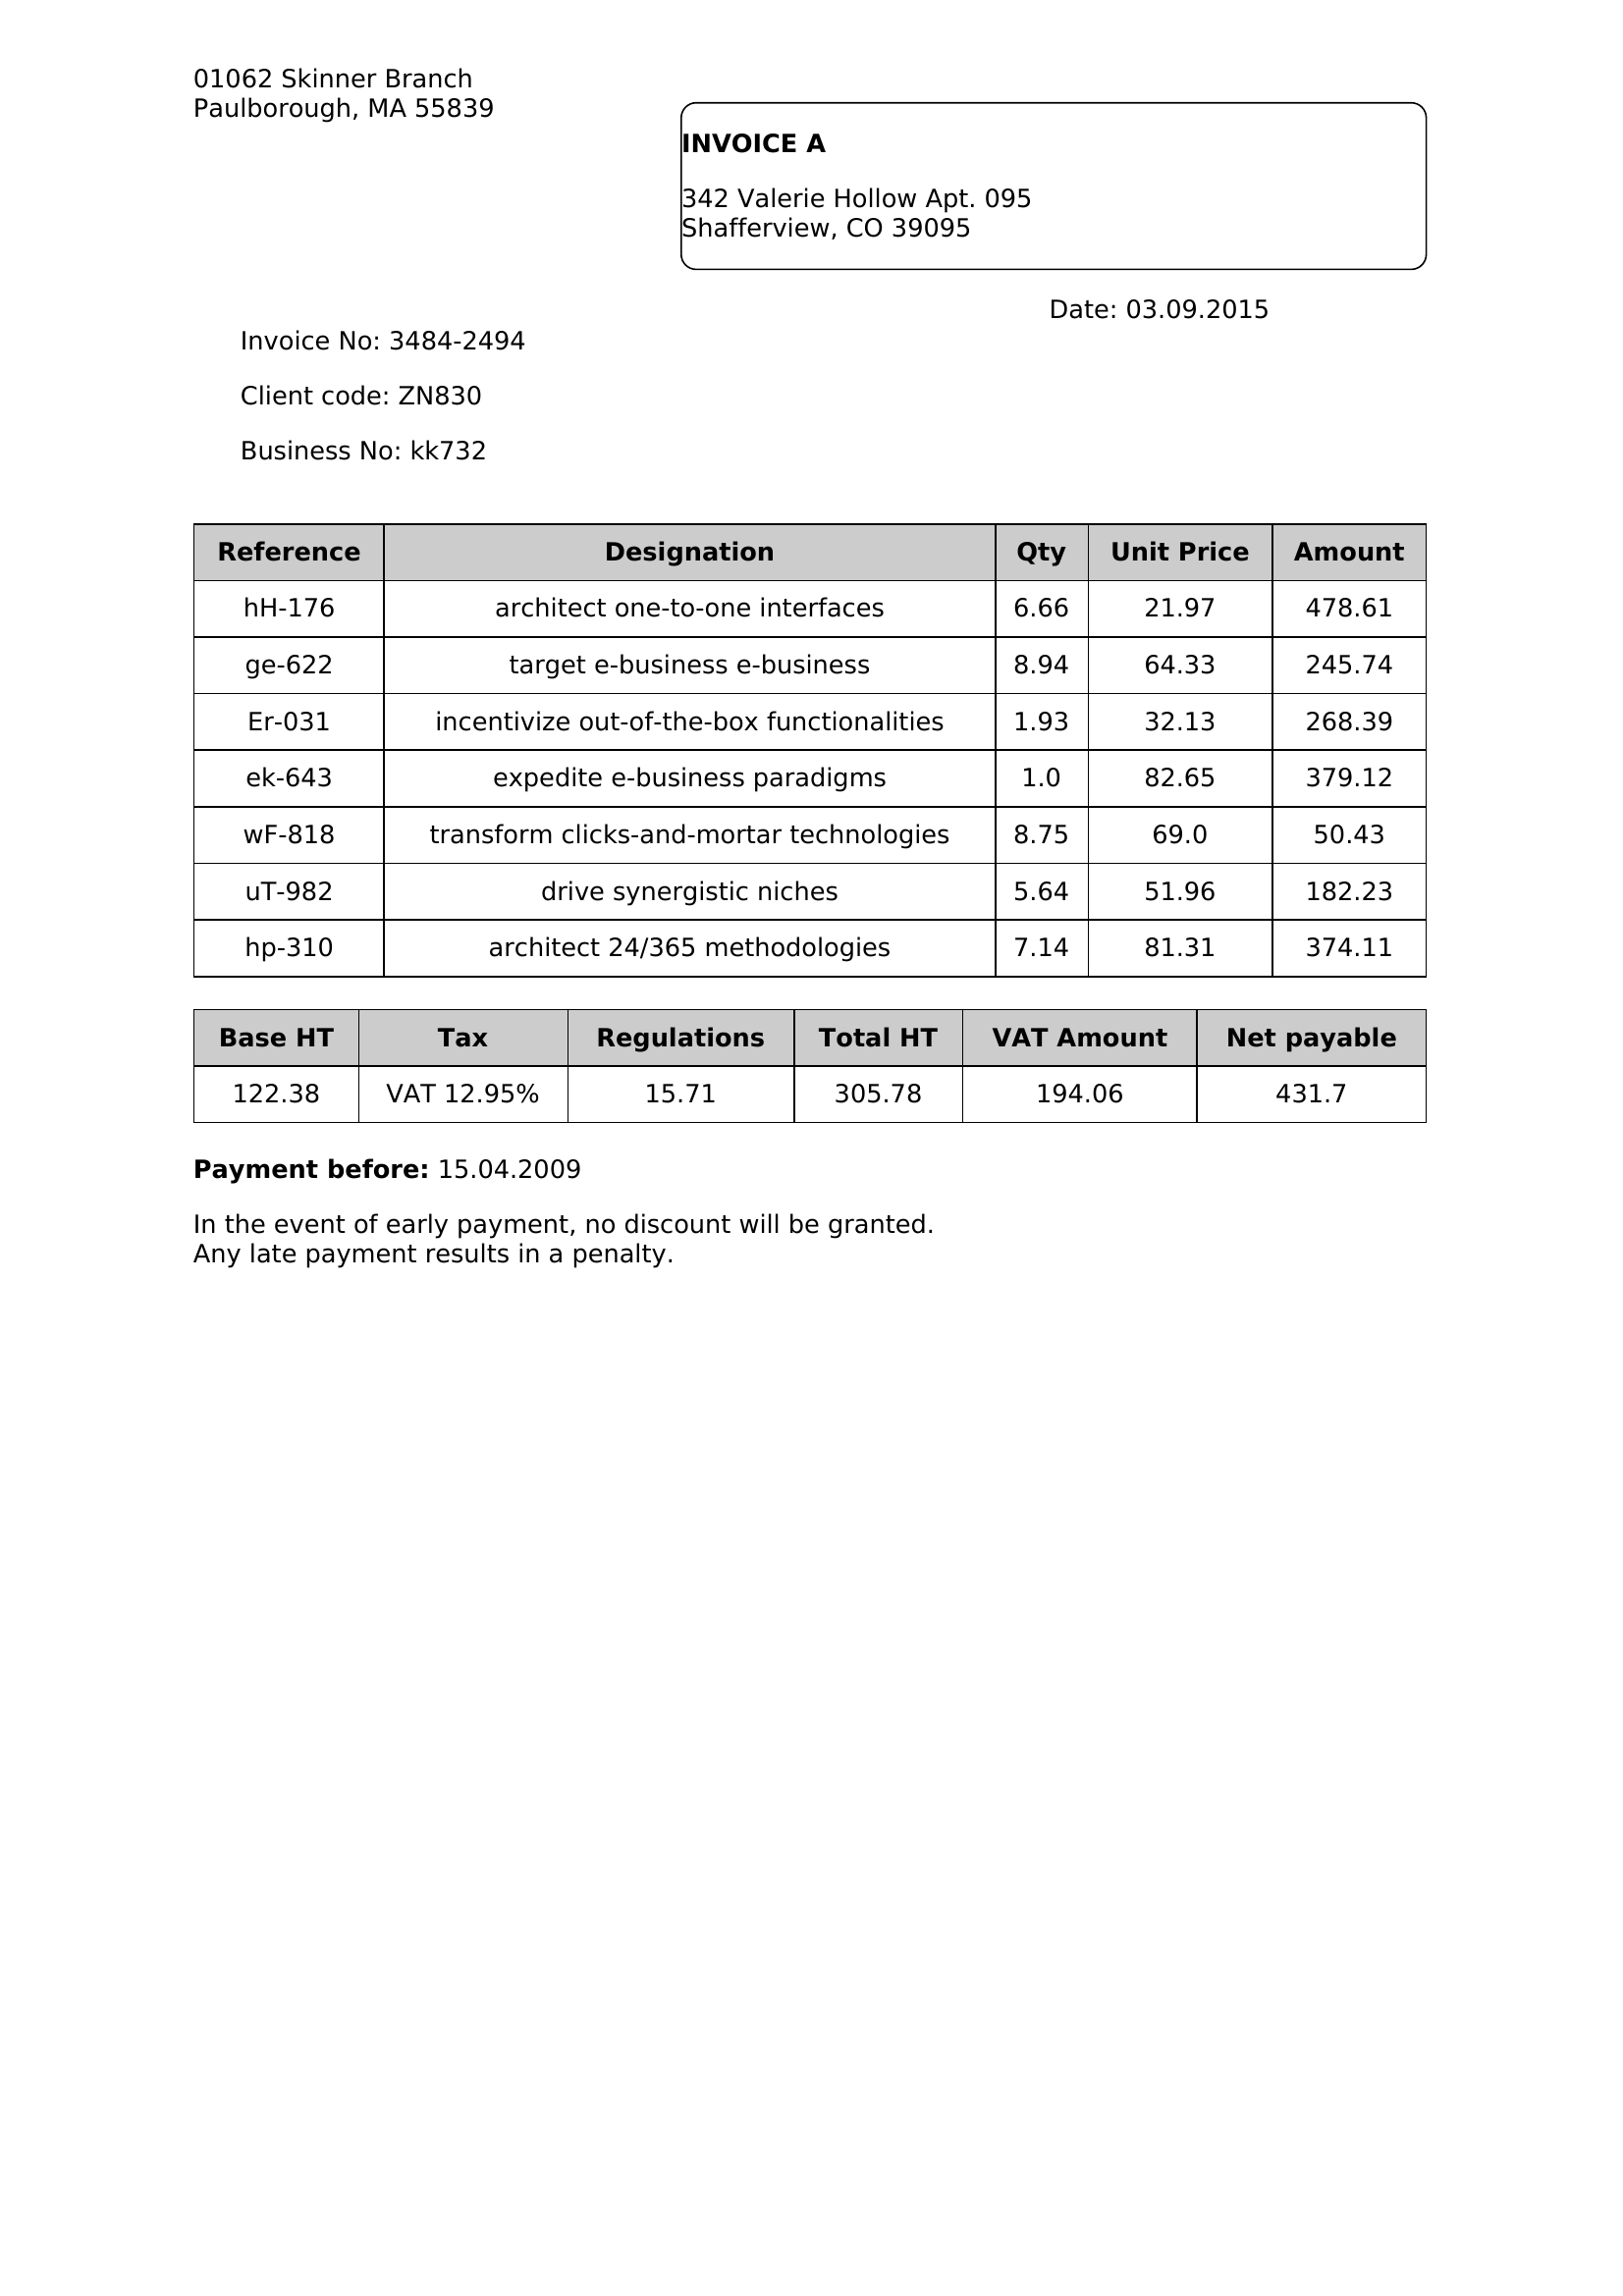 01062 Skinner Branch
Paulborough, MA 55839
INVOICE A
342 Valerie Hollow Apt. 095
Shafferview, CO 39095
Date: 03.09.2015
Invoice No: 3484-2494
Client code: ZN830
Business No: kk732
Reference Designation Qty Unit Price Amount
hH-176 architect one-to-one interfaces 6.66 21.97 478.61
ge-622 target e-business e-business 8.94 64.33 245.74
Er-031 incentivize out-of-the-box functionalities 1.93 32.13 268.39
ek-643 expedite e-business paradigms 1.0 82.65 379.12
wF-818 transform clicks-and-mortar technologies 8.75 69.0 50.43
uT-982 drive synergistic niches 5.64 51.96 182.23
hp-310 architect 24/365 methodologies 7.14 81.31 374.11
Base HT Tax Regulations Total HT VAT Amount Net payable
122.38 VAT 12.95% 15.71 305.78 194.06 431.7
Payment before: 15.04.2009
In the event of early payment, no discount will be granted.
Any late payment results in a penalty.